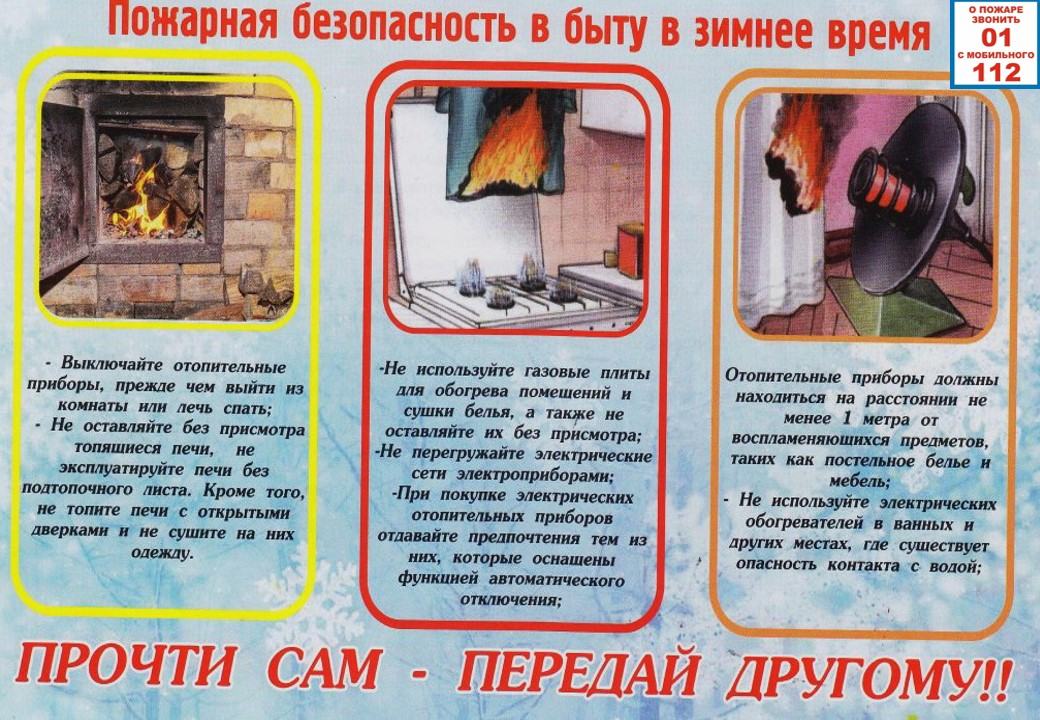 Пожарная безопасность в быту в зимнее время
О ПОЖАРЕ
ЗВОНИТЬ
01
С МОБИЛЬНОГО
112
- Выключайте отопительные
приборы, прежде чем выйти из
комнаты или лечь спать;
- Не оставляйте без присмотра
топящиеся печи, не
эксплуатируйте печи без
подтопочного листа. Кроме того,
не топите печи с открытыми
дверками и не сушите на них
одежду.
-Не используйте газовые плиты
для обогрева помещений и
сушки белья, а также не
оставляйте их без присмотра;
-Не перегружайте электрические
сети электроприборами;
-При покупке электрических
отопительных приборов
отдавайте предпочтения тем из
них, которые оснащены
функцией автоматического
отключения;
Отопительные приборы должны
находиться на расстоянии не
менее 1 метра от
воспламеняющихся предметов,
таких как постельное белье и
мебель;
- Не используйте электрических
обогревателей в ванных и
других местах, где существует
опасность контакта с водой;
ПРОЧТИ САМ - ПЕРЕДАЙ ДРУГОМУ!!